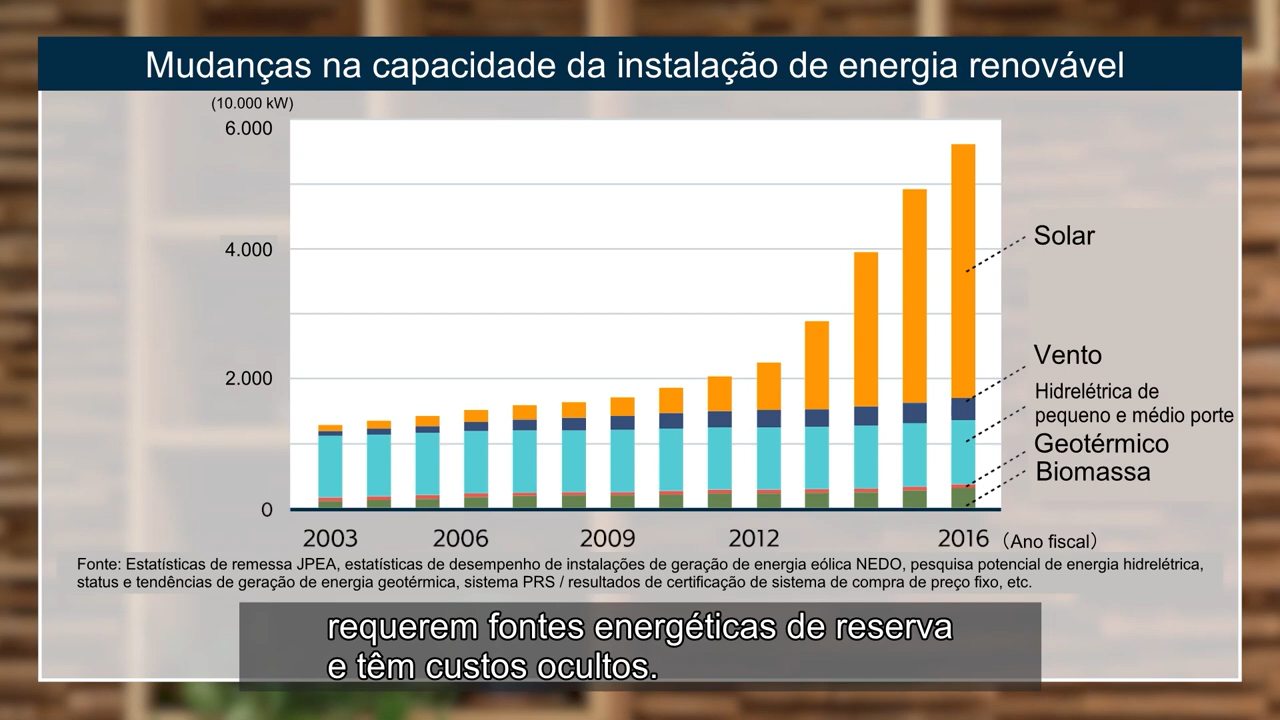 Mudanças na capacidade da instalação de energia renovável
(10.000 kW)
6.000
4.000
2.000
0
Solar
Vento
Hidrelétrica de
pequeno e médio porte
Geotérmico
Biomassa
2003 2006 2009 2012 2016 (Ano fiscal)
Fonte: Estatísticas de remessa JPEA, estatísticas de desempenho de instalações de geração de energia eólica NEDO, pesquisa potencial de energia hidrelétrica,
status e tendências de geração de energia geotérmica, sistema PRS / resultados de certificação de sistema de compra de preço fixo, etc.
requerem fontes energéticas de reserva
e têm custos ocultos.